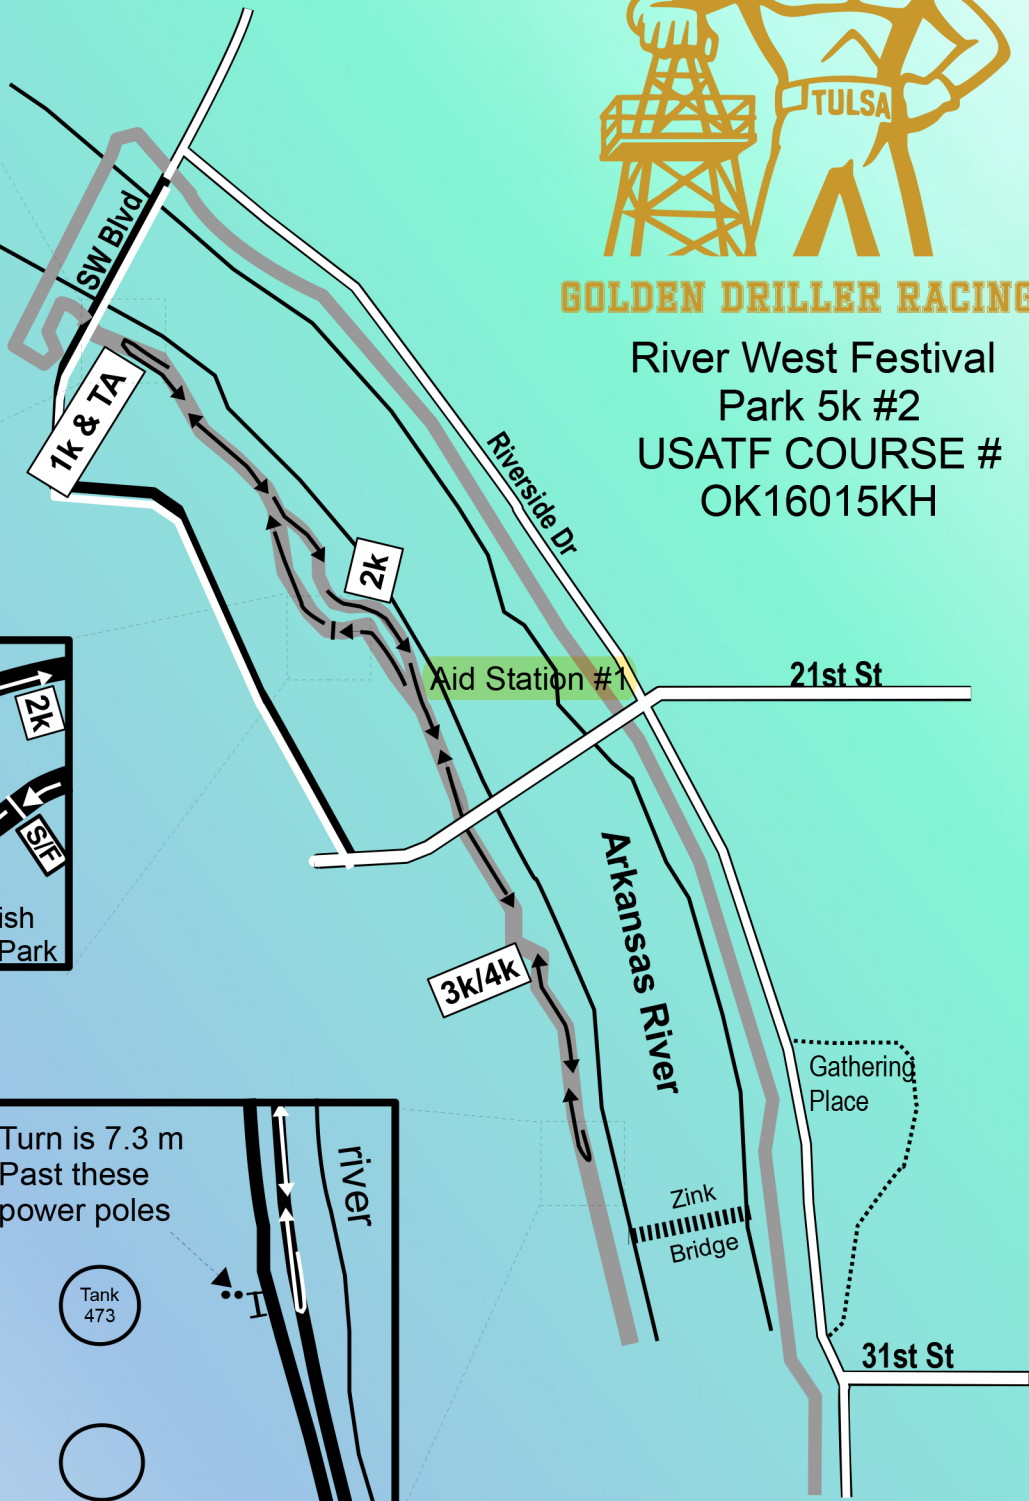 TULSA
GOLDEN DRILLER RACING
River West Festival
Park 5k #2
USATF COURSE #
OK16015KH
SW Blvd
1k & TA
Riverside Dr
2k
Aid Station #1
21st St
2k
S/F
ish
Park
Arkansas River
3k/4k
Gathering
Place
Turn is 7.3 m
Past these
power poles
river
Zink
Bridge
Tank
473
31st St